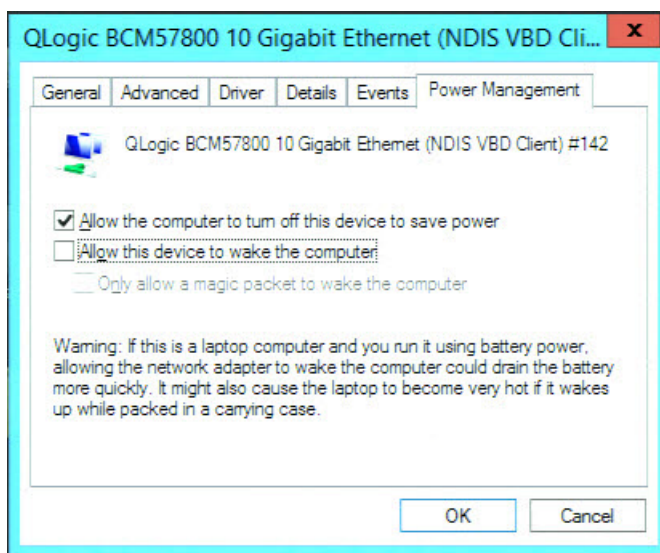 QLogic BCM57800 10 Gigabit Ethernet (NDIS VBD Cli... x
General Advanced Driver Details Events Power Management
QLogic BCM57800 10 Gigabit Ethernet (NDIS VBD Client) #142
Allow the computer to turn off this device to save power
Allow this device to wake the computer
Only allow a magic packet to wake the computer
Warning: If this is a laptop computer and you run it using battery power,
allowing the network adapter to wake the computer could drain the battery
more quickly. It might also cause the laptop to become very hot if it wakes
up while packed in a carrying case.
OK Cancel